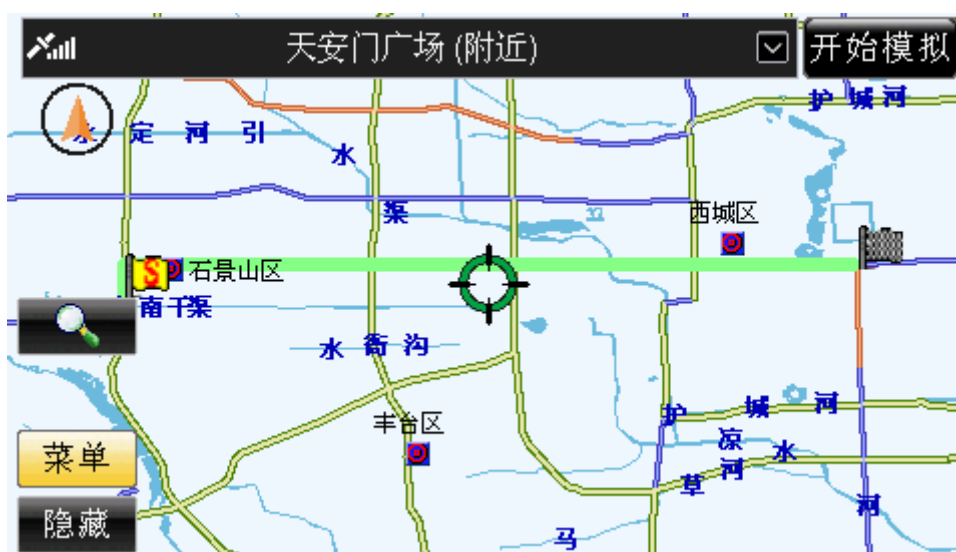 天安门广场 (附近)
开始模拟
护城河
永定河引水渠
西城区
S
石景山区
南干渠
水衙沟
丰台区
护城河
凉水河
草河
菜单
隐藏
马